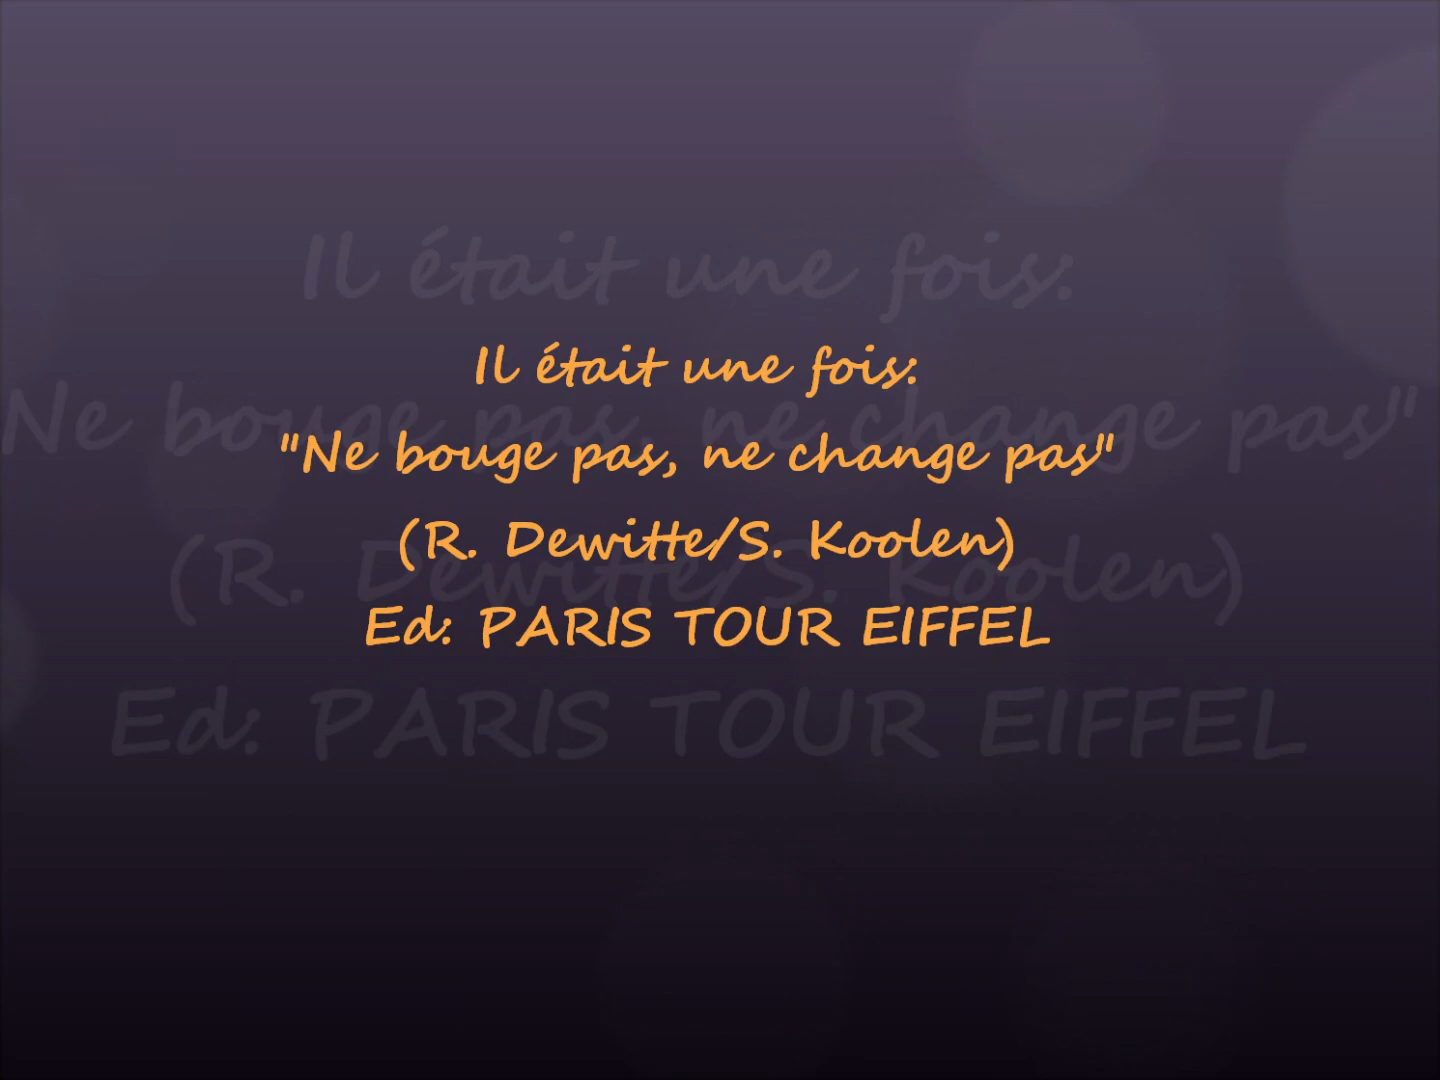 Il était une fois:
"Ne bouge pas, ne change pas"
(R. Dewitte/S. Koolen)
Ed: PARIS TOUR EIFFEL